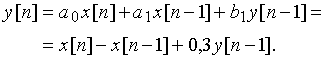 y[n] = a₀x[n] + a₁x[n−1] + b₁y[n−1] =
= x[n] − x[n−1] + 0,3y[n−1].